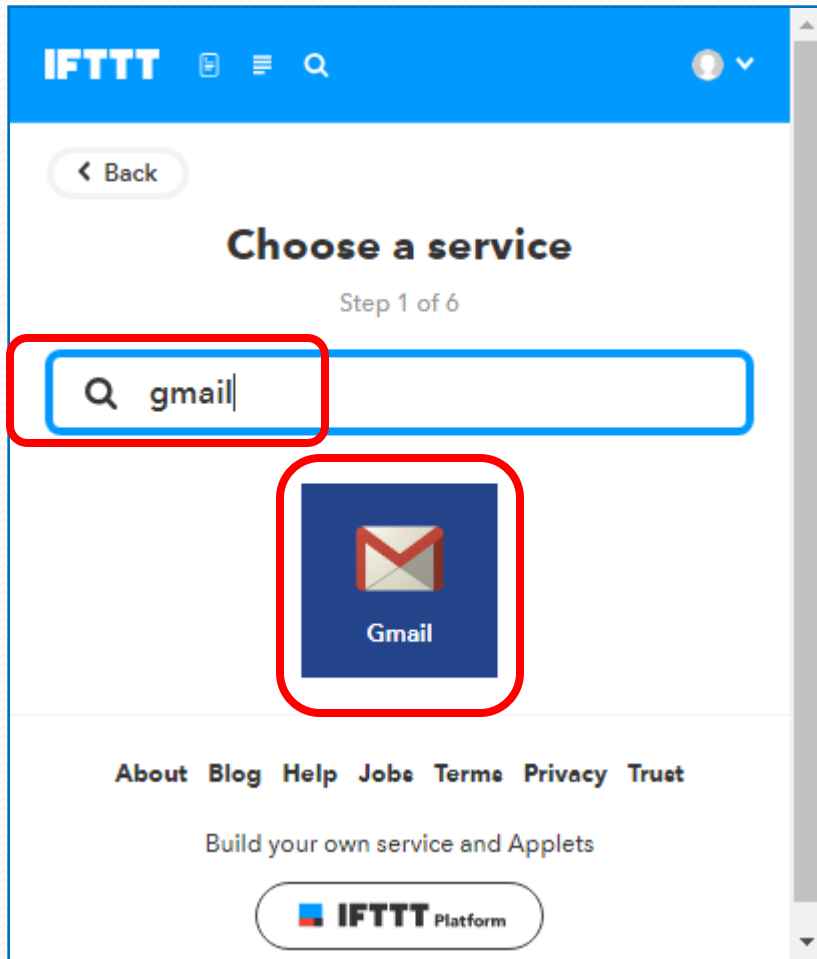 IFTTT
Back
Choose a service
Step 1 of 6
gmail
Gmail
About Blog Help Jobs Terms Privacy Trust
Build your own service and Applets
IFTTT Platform